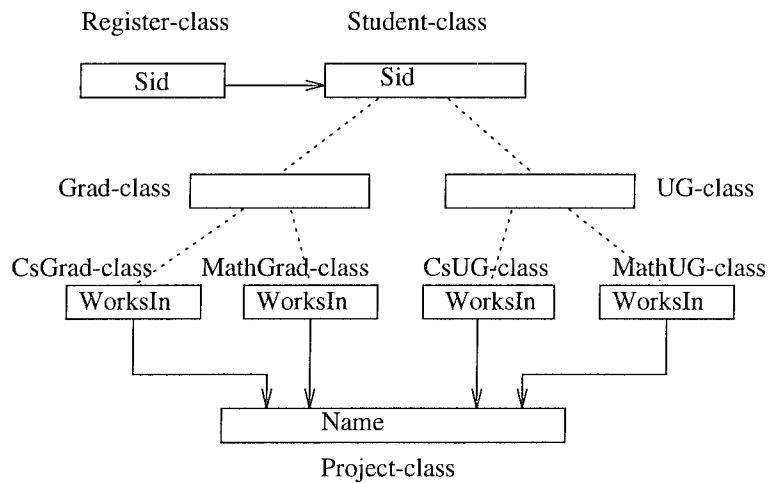 Register-class
Student-class
Sid
Sid
Grad-class
UG-class
CsGrad-class
MathGrad-class
CsUG-class
MathUG-class
WorksIn
WorksIn
WorksIn
WorksIn
Name
Project-class